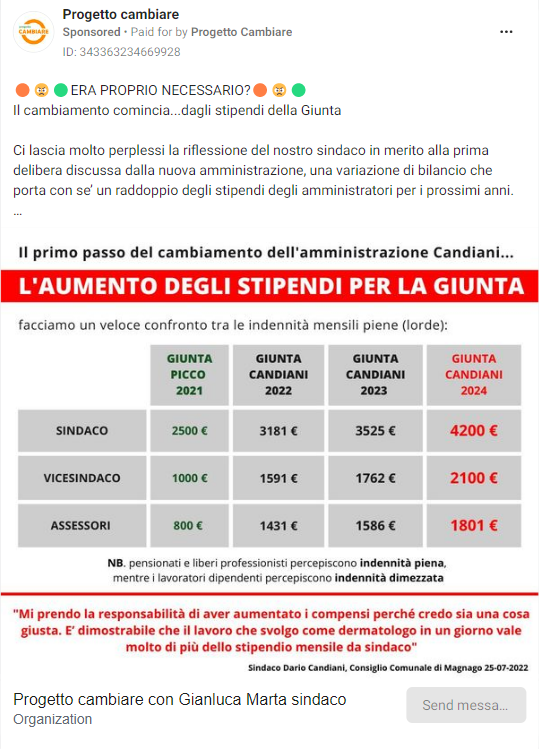 Progetto cambiare
Sponsored • Paid for by Progetto Cambiare
ID: 343363234669928
CAMBIARE
ERA PROPRIO NECESSARIO?
Il cambiamento comincia...dagli stipendi della Giunta
Ci lascia molto perplessi la riflessione del nostro sindaco in merito alla prima
delibera discussa dalla nuova amministrazione, una variazione di bilancio che
porta con se’ un raddoppio degli stipendi degli amministratori per i prossimi anni.
...
Il primo passo del cambiamento dell'amministrazione Candiani...
L'AUMENTO DEGLI STIPENDI PER LA GIUNTA
facciamo un veloce confronto tra le indennità mensili piene (lorde):
GIUNTA PICCO 2021 GIUNTA CANDIANI 2022 GIUNTA CANDIANI 2023 GIUNTA CANDIANI 2024
SINDACO 2500 € 3181 € 3525 € 4200 €
VICESINDACO 1000 € 1591 € 1762 € 2100 €
ASSESSORI 800 € 1431 € 1586 € 1801 €
NB. pensionati e liberi professionisti percepiscono indennità piena,
mentre i lavoratori dipendenti percepiscono indennità dimezzata
"Mi prendo la responsabilità di aver aumentato i compensi perché credo sia una cosa
giusta. E’ dimostrabile che il lavoro che svolgo come dermatologo in un giorno vale
molto di più dello stipendio mensile da sindaco"
Sindaco Dario Candiani, Consiglio Comunale di Magnago 25-07-2022
Progetto cambiare con Gianluca Marta sindaco
Organization
Send messa...